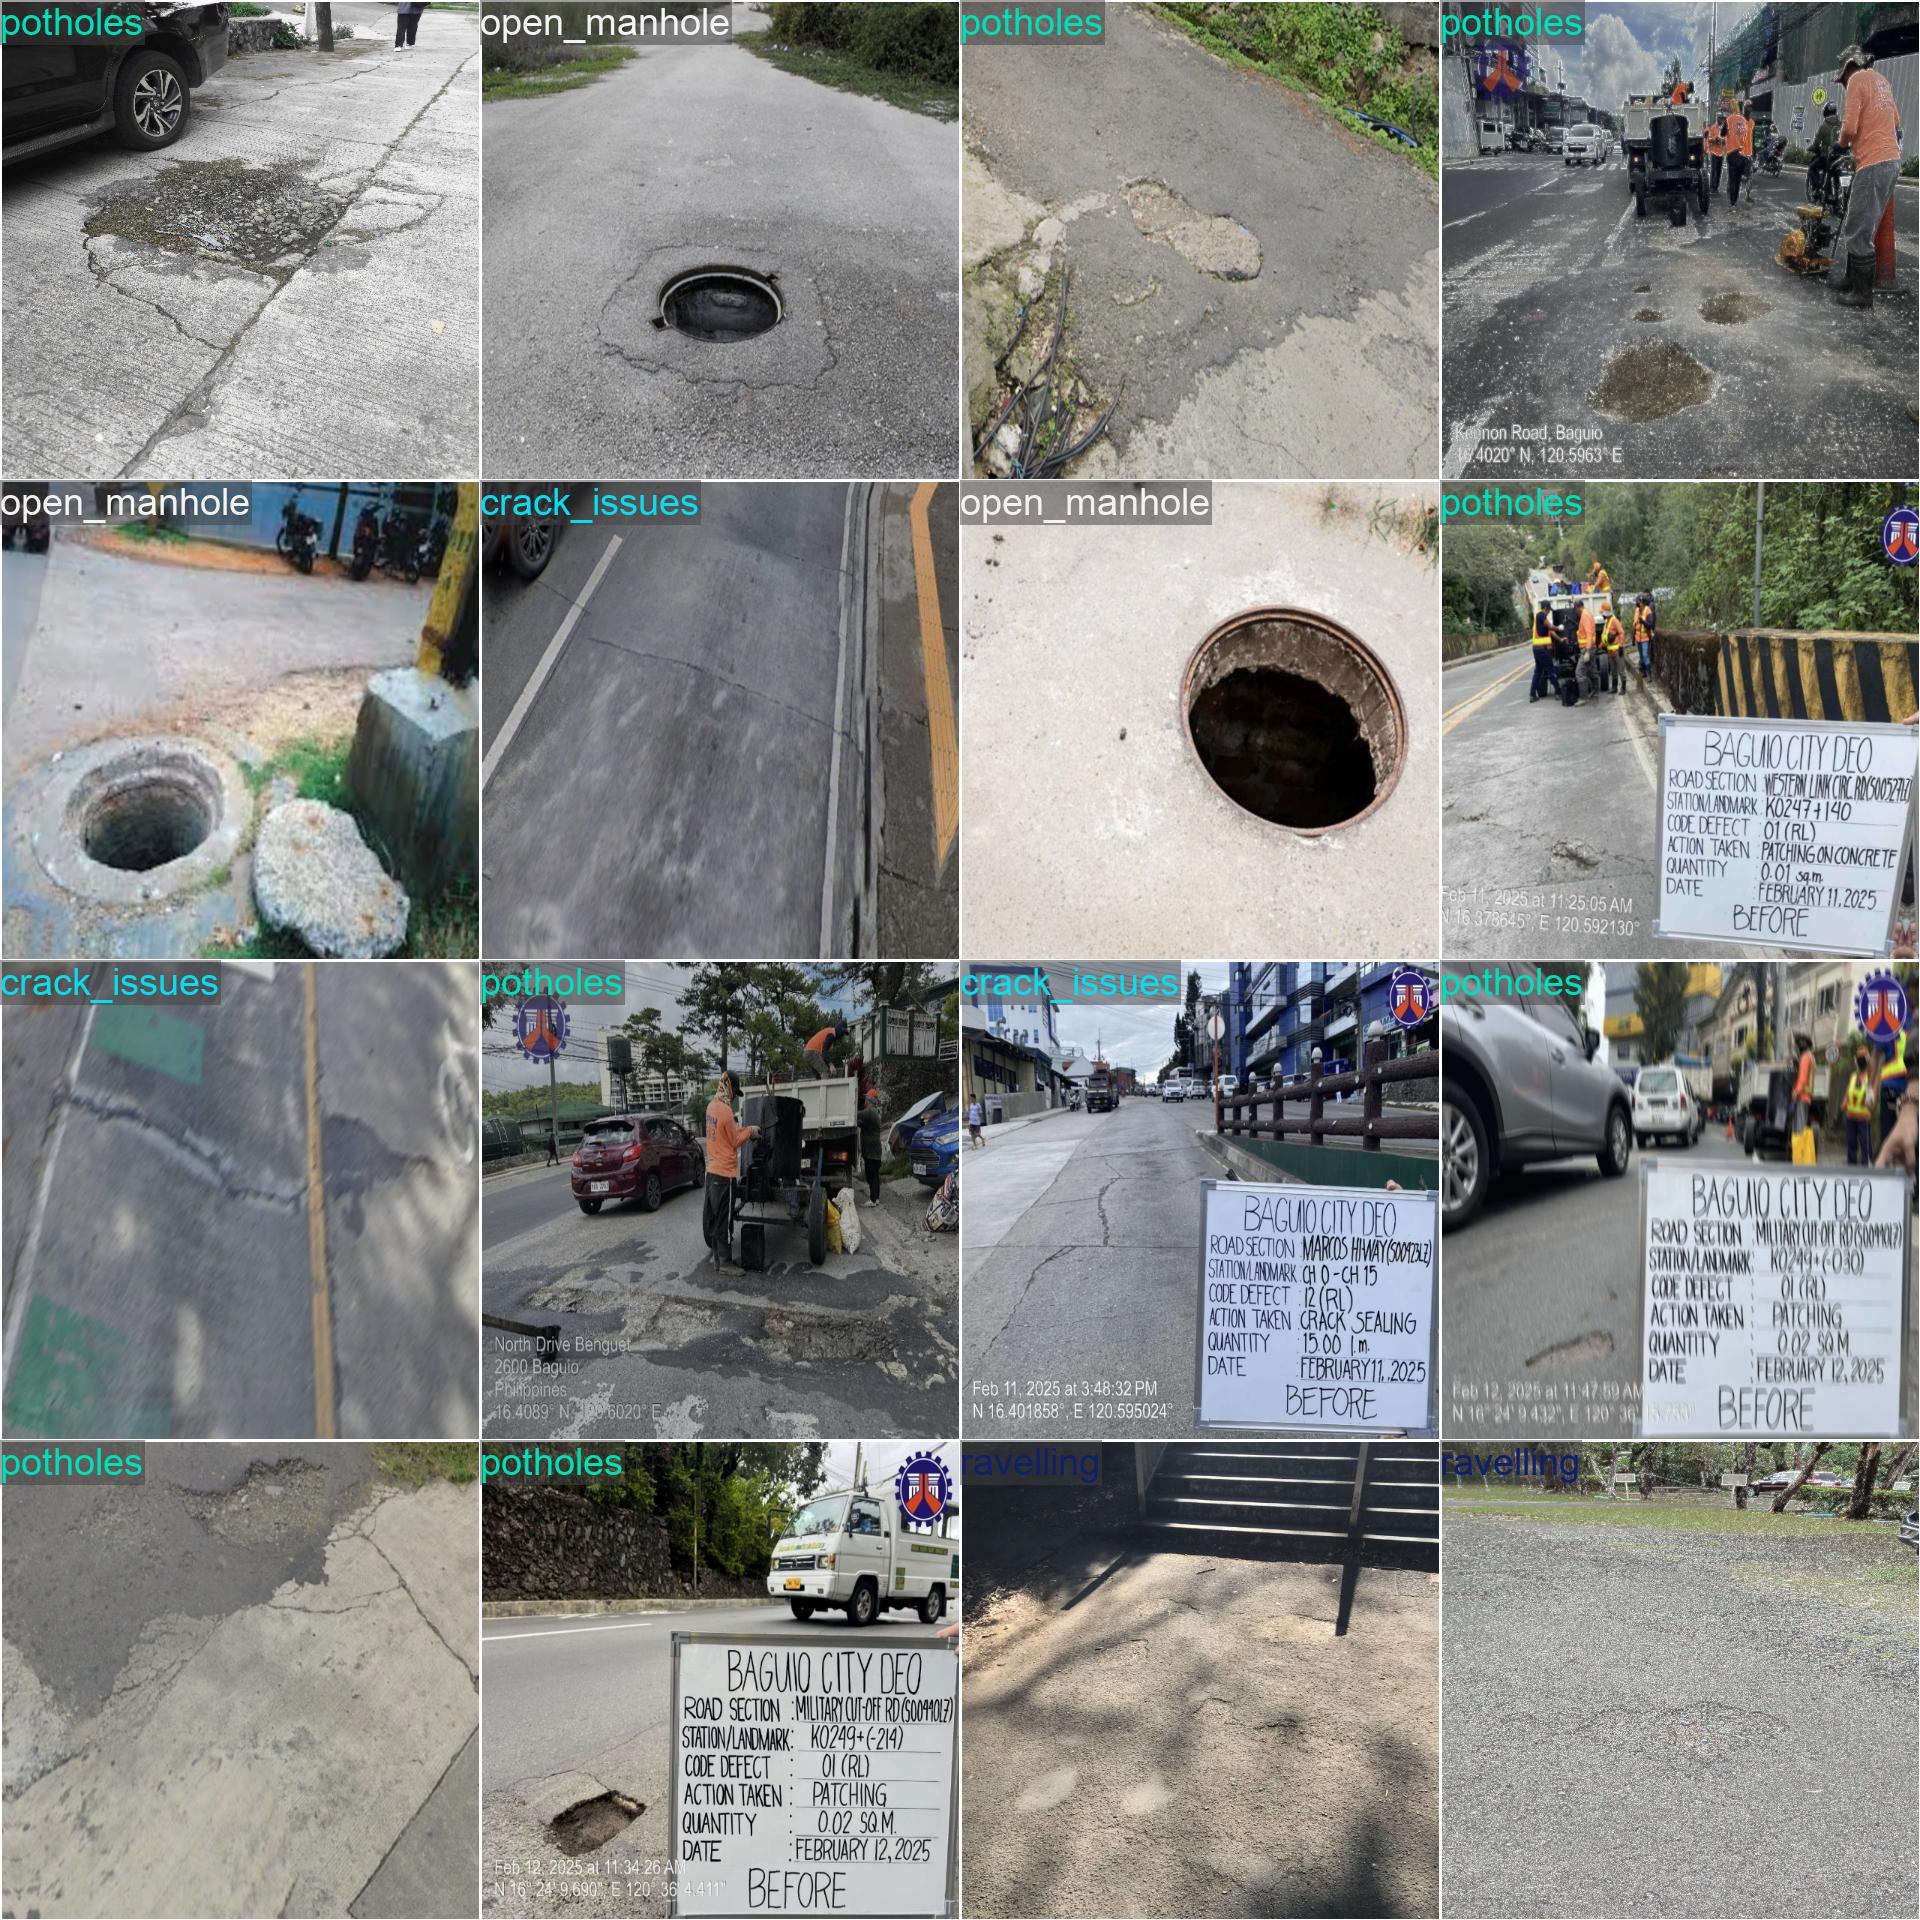 potholes
open_manhole
potholes
potholes
Kennon Road, Baguio
16.4020° N, 120.5963° E
open_manhole
crack_issues
open_manhole
potholes
BAGUIO CITY DEO
ROAD SECTION : WESTERN LINK CIRC. RD(S00527LZ)
STATION/LANDMARK : K0247+140
CODE DEFECT : 01 (RL)
ACTION TAKEN : PATCHING ON CONCRETE
QUANTITY : 0.01 sq.m.
DATE : FEBRUARY 11, 2025
BEFORE
Feb 11, 2025 at 11:25:05 AM
N 16.378645°, E 120.592130°
crack_issues
potholes
North Drive Benguet
2600 Baguio
Philippines
16.4089° N, 120.6020° E
crack_issues
BAGUIO CITY DEO
ROAD SECTION : MARCOS HI-WAY (S00473LZ)
STATION/LANDMARK : CH 0 - CH 15
CODE DEFECT : 12 (RL)
ACTION TAKEN : CRACK SEALING
QUANTITY : 15.00 l.m.
DATE : FEBRUARY 11, 2025
BEFORE
Feb 11, 2025 at 3:48:32 PM
N 16.401858°, E 120.595024°
potholes
BAGUIO CITY DEO
ROAD SECTION : MILITARY CUT-OFF RD (S00440LZ)
STATION/LANDMARK : K0249+(-030)
CODE DEFECT : 01 (RL)
ACTION TAKEN : PATCHING
QUANTITY : 0.02 SQ.M.
DATE : FEBRUARY 12, 2025
BEFORE
Feb 12, 2025 at 11:47:59 AM
N 16° 24' 9.432", E 120° 36'
potholes
potholes
BAGUIO CITY DEO
ROAD SECTION : MILITARY CUT-OFF RD (S00440LZ)
STATION/LANDMARK : K0249+(-214)
CODE DEFECT : 01 (RL)
ACTION TAKEN : PATCHING
QUANTITY : 0.02 SQ.M.
DATE : FEBRUARY 12, 2025
BEFORE
Feb 12, 2025 at 11:34:26 AM
N 16° 24' 9.690", E 120° 36' 4.411"
ravelling
ravelling